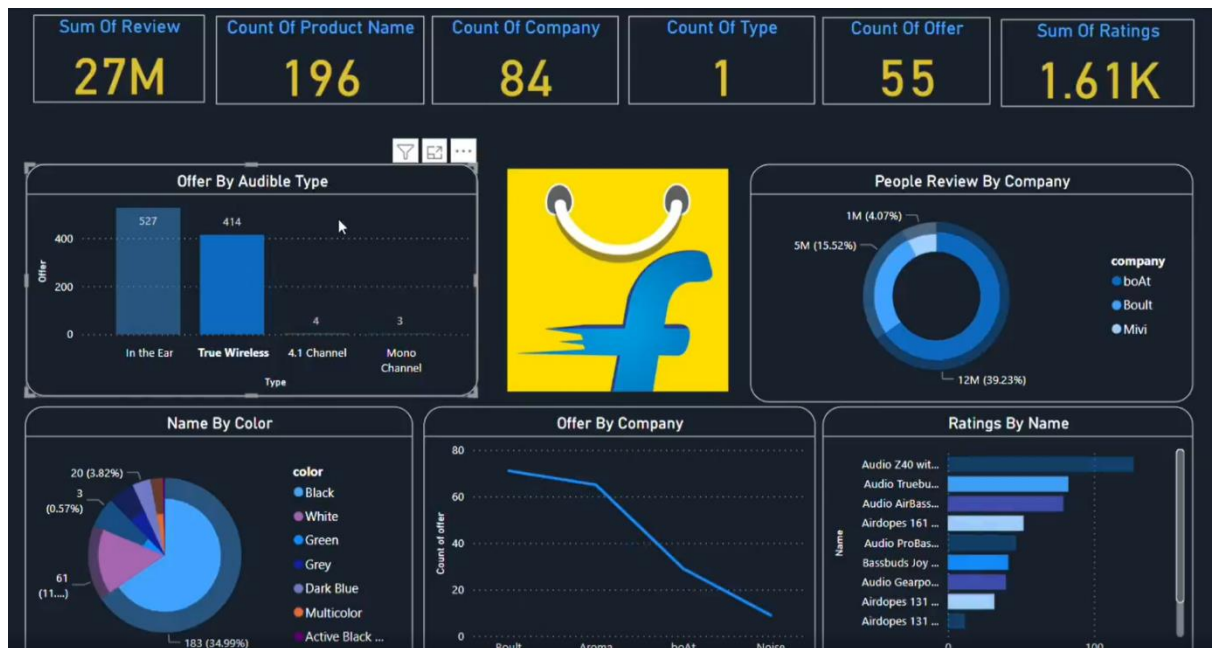 Sum Of Review
27M
Count Of Product Name
196
Count Of Company
84
Count Of Type
1
Count Of Offer
55
Sum Of Ratings
1.61K
Offer By Audible Type
Offer
400
200
0
527
414
4
3
In the Ear
True Wireless
4.1 Channel
Mono
Channel
Type
f
People Review By Company
1M (4.07%)
5M (15.52%)
12M (39.23%)
company
boAt
Boult
Mivi
Name By Color
20 (3.82%)
3
(0.57%)
61
(11....)
183 (34.99%)
color
Black
White
Green
Grey
Dark Blue
Multicolor
Active Black ...
Offer By Company
Count of offer
80
60
40
20
0
Boult
Aroma
boAt
Noise
Ratings By Name
Name
Audio Z40 wit...
Audio Truebu...
Audio AirBass...
Airdopes 161 ...
Audio ProBas...
Bassbuds Joy ...
Audio Gearpo...
Airdopes 131 ...
Airdopes 131 ...
0
100